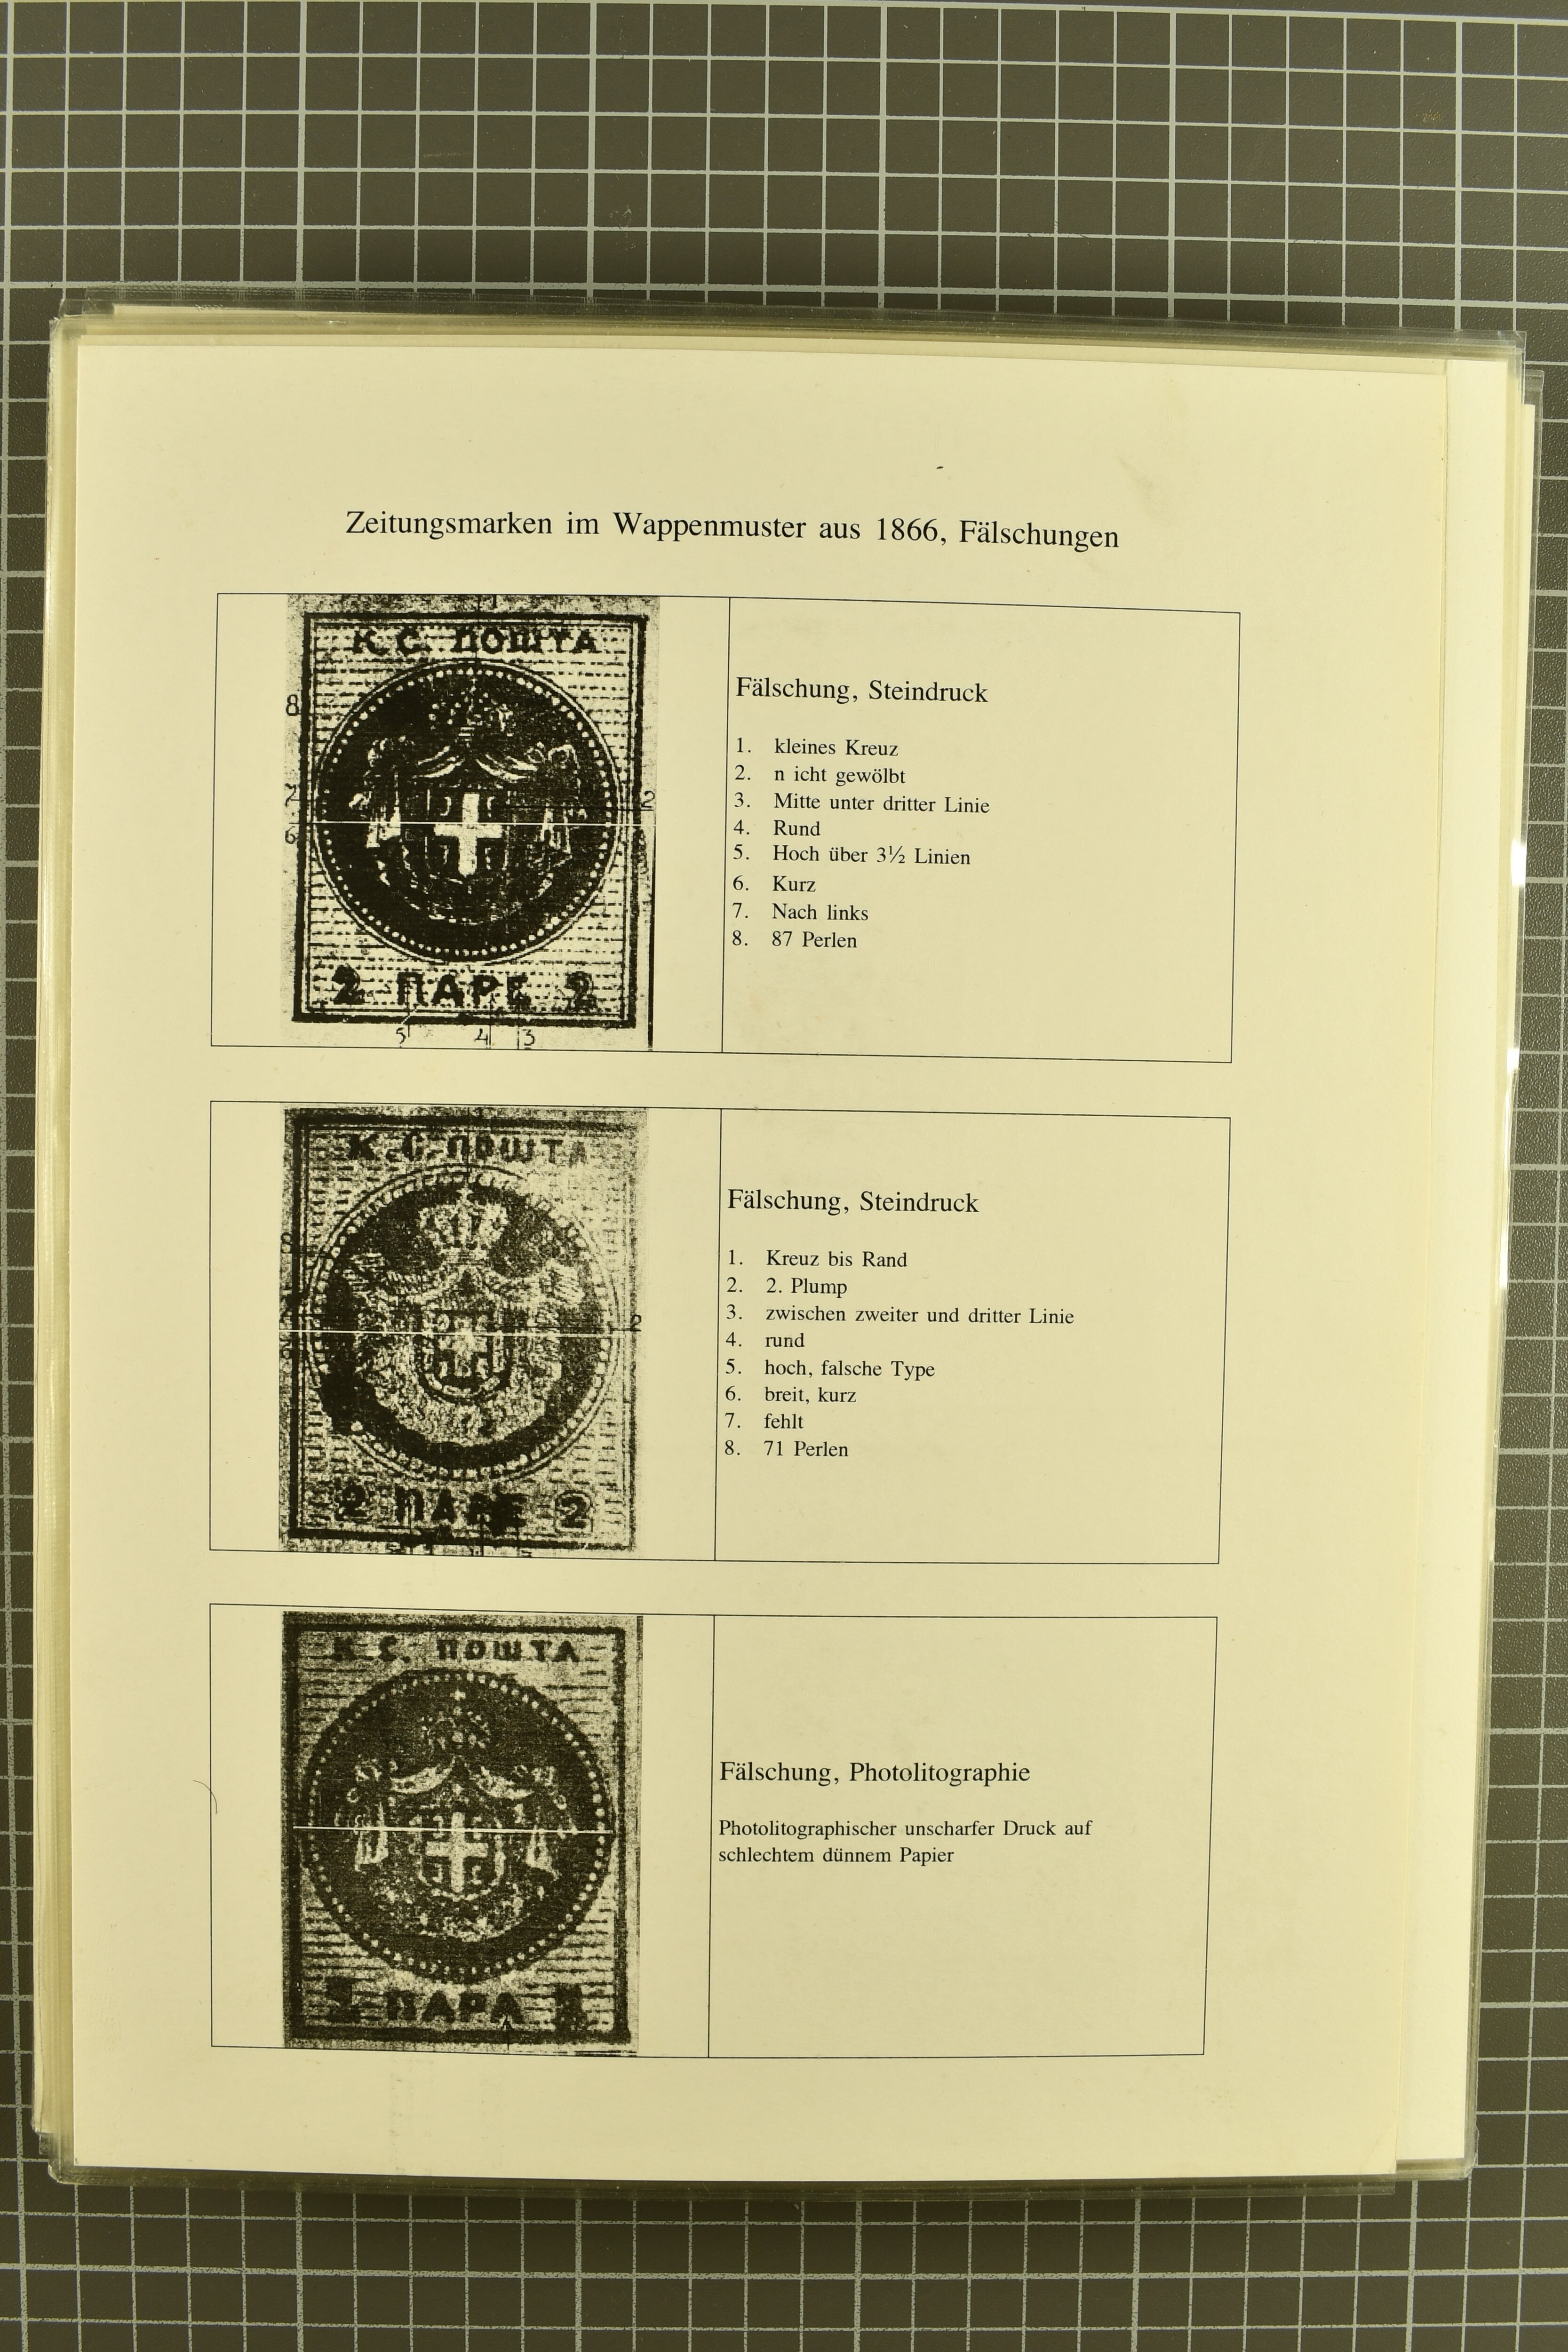 Zeitungsmarken im Wappenmuster aus 1866, Fälschungen
К.С. ПОШТА
8
7
2
6
2 ПАРЕ 2
5 4 3
Fälschung, Steindruck
1. kleines Kreuz
2. n icht gewölbt
3. Mitte unter dritter Linie
4. Rund
5. Hoch über 3½ Linien
6. Kurz
7. Nach links
8. 87 Perlen
К.С. ПОШТА
8
2
2 ПАРЕ 2
Fälschung, Steindruck
1. Kreuz bis Rand
2. 2. Plump
3. zwischen zweiter und dritter Linie
4. rund
5. hoch, falsche Type
6. breit, kurz
7. fehlt
8. 71 Perlen
К.С. ПОШТА
ПАРА
Fälschung, Photolitographie
Photolitographischer unscharfer Druck auf
schlechtem dünnem Papier